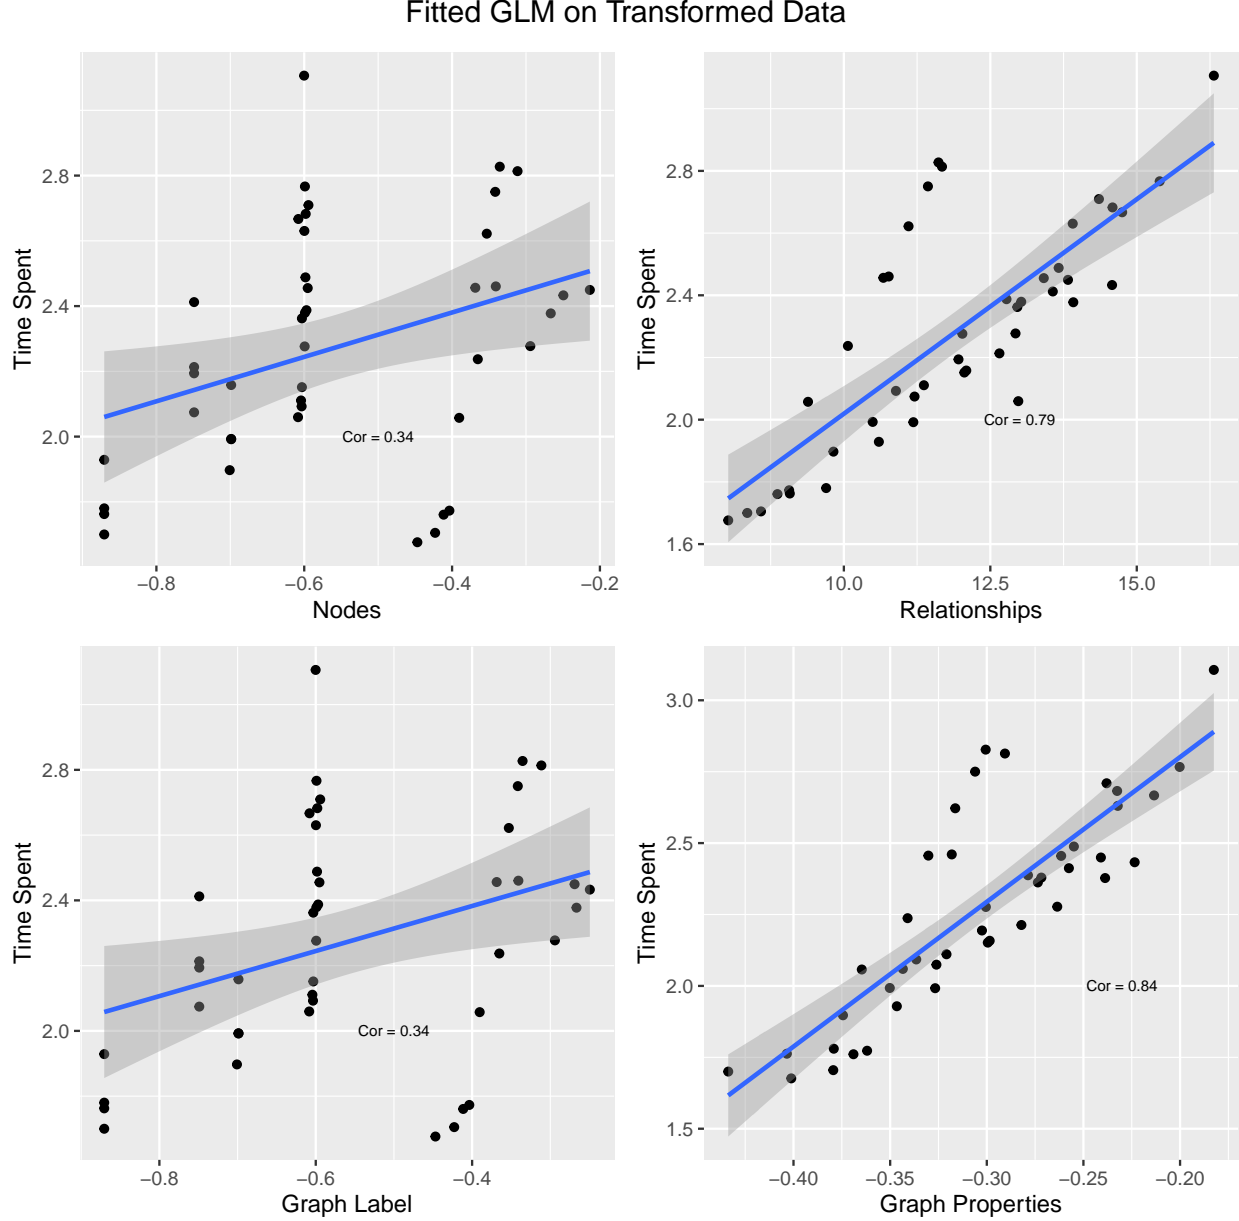 Fitted GLM on Transformed Data
2.8
2.4
2.0
Time Spent
Cor = 0.34
−0.8 −0.6 −0.4 −0.2
Nodes
2.8
2.4
2.0
1.6
Time Spent
Cor = 0.79
10.0 12.5 15.0
Relationships
2.8
2.4
2.0
Time Spent
Cor = 0.34
−0.8 −0.6 −0.4
Graph Label
3.0
2.5
2.0
1.5
Time Spent
Cor = 0.84
−0.40 −0.35 −0.30 −0.25 −0.20
Graph Properties